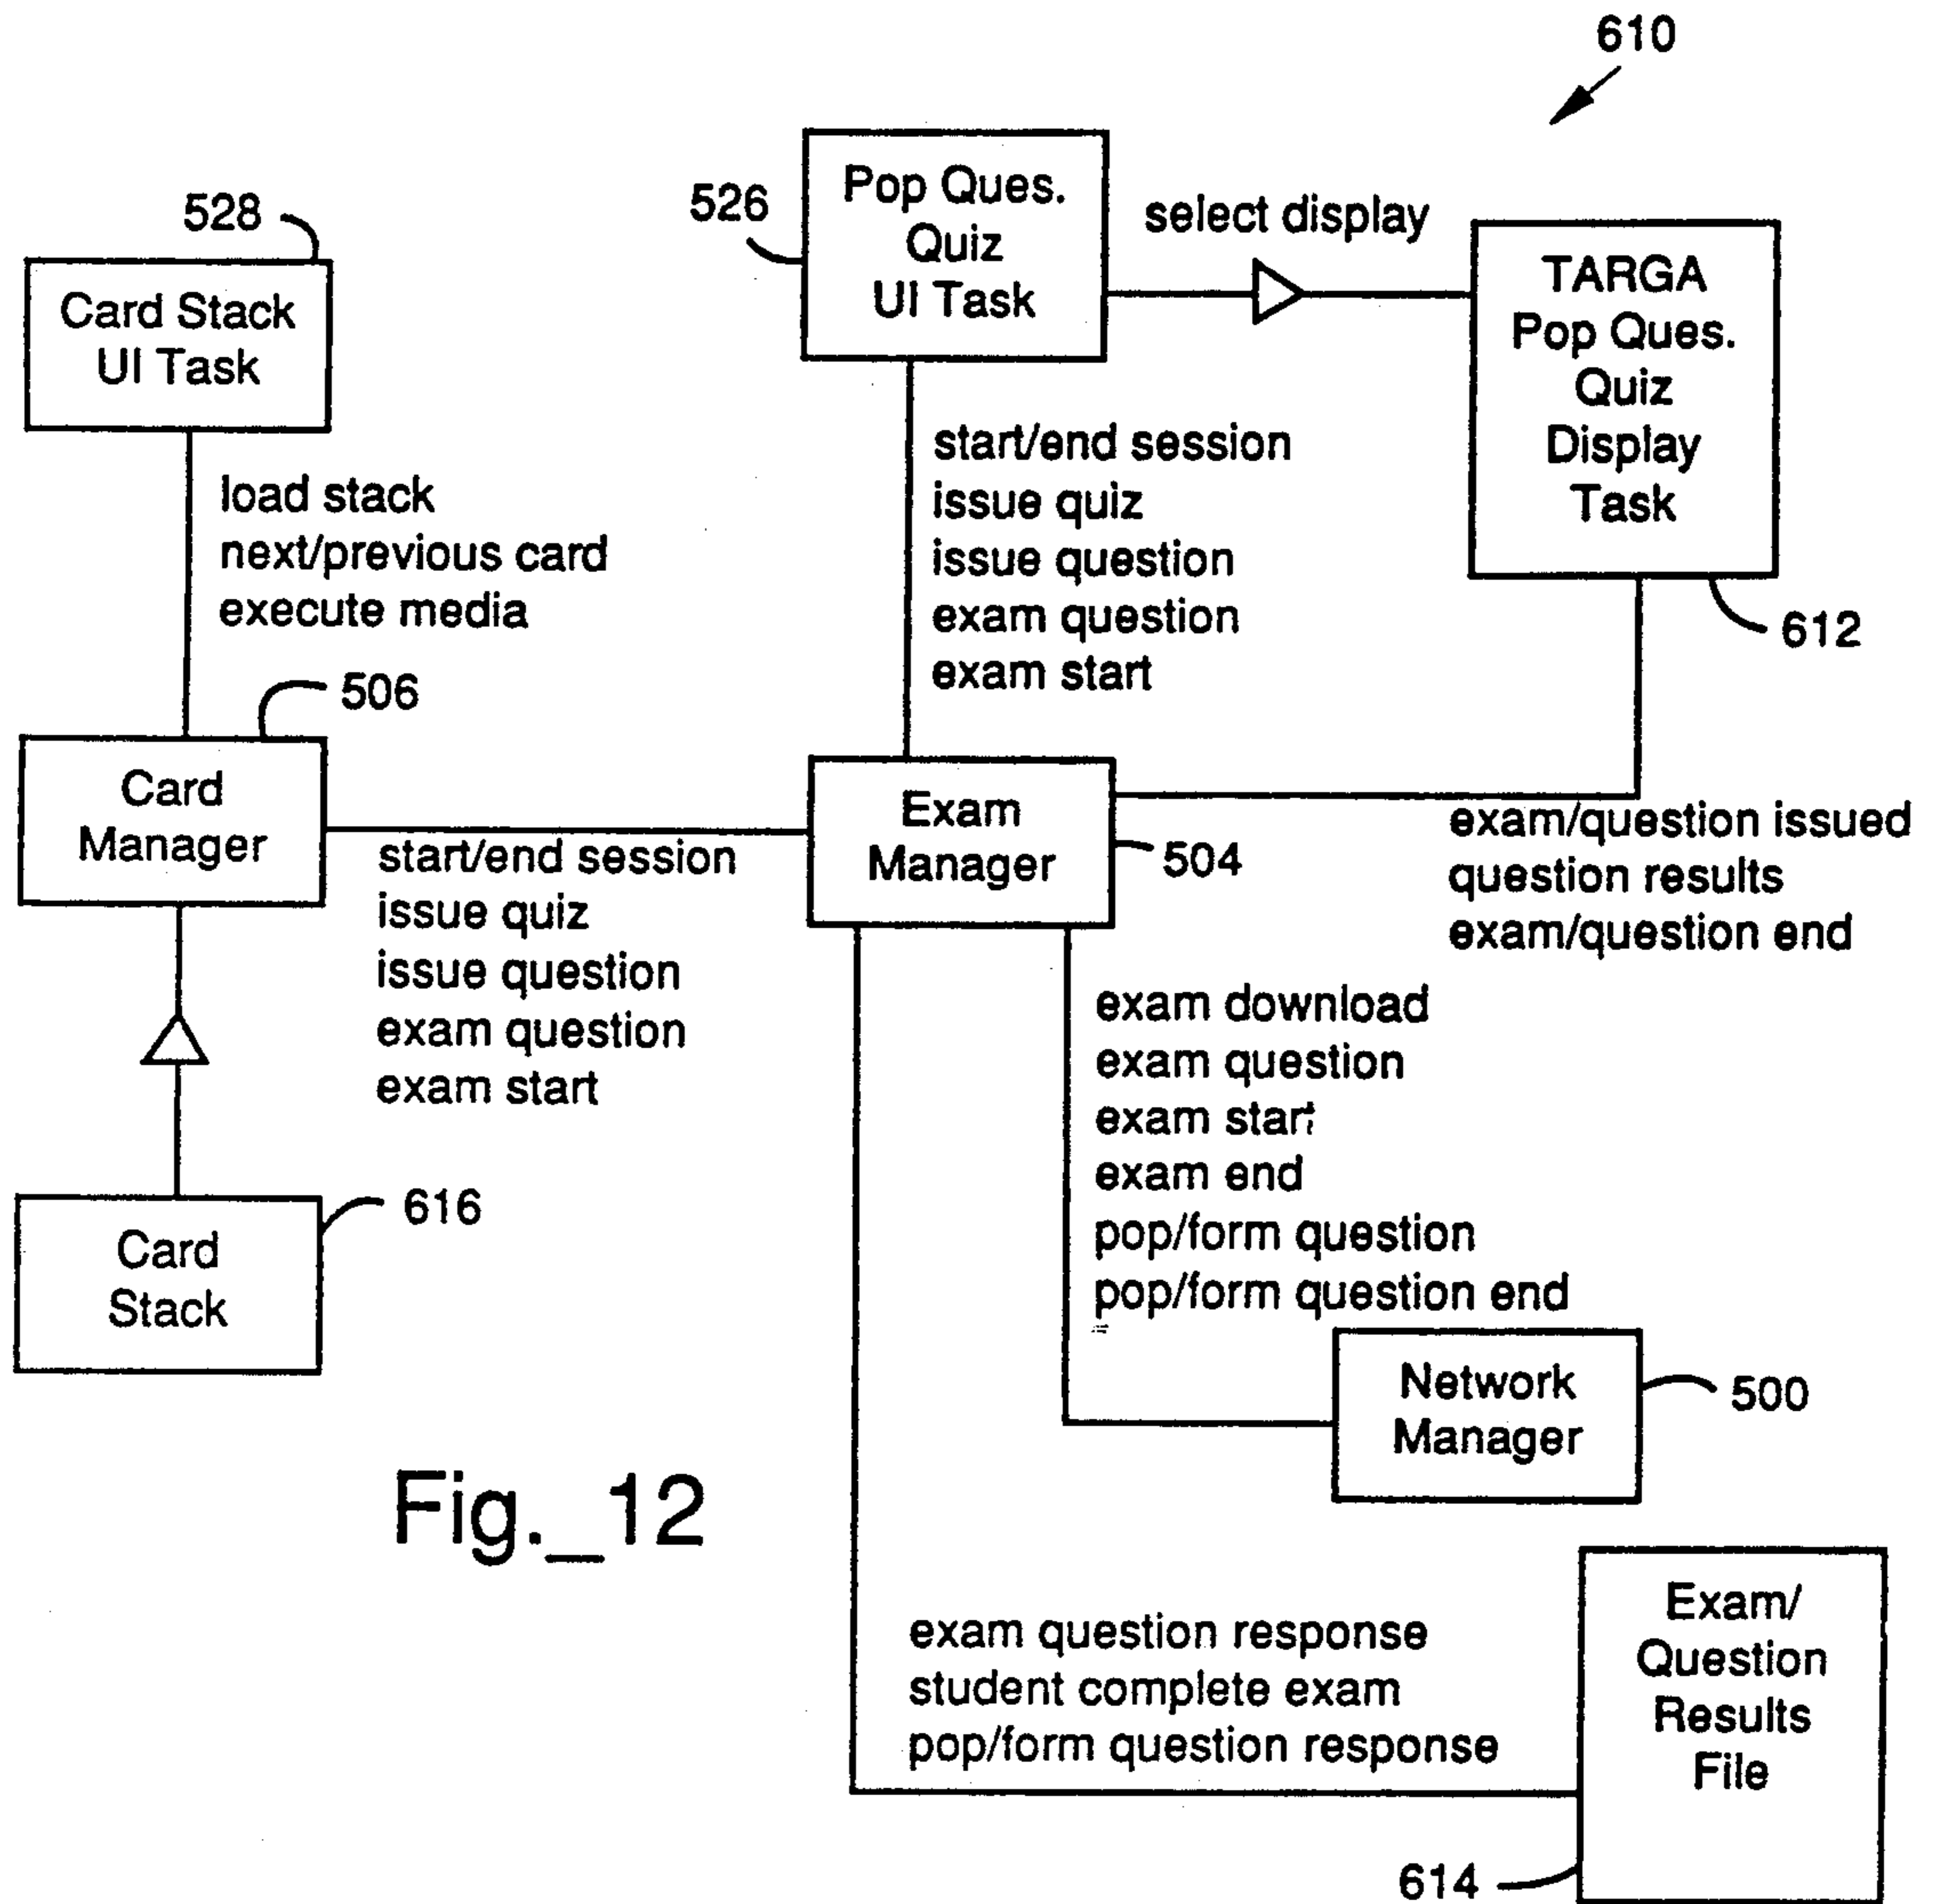 610
528
Card Stack
UI Task
526
Pop Ques.
Quiz
UI Task
select display
TARGA
Pop Ques.
Quiz
Display
Task
612
load stack
next/previous card
execute media
start/end session
issue quiz
issue question
exam question
exam start
506
Card
Manager
start/end session
issue quiz
issue question
exam question
exam start
Exam
Manager
504
exam/question issued
question results
exam/question end
Card
Stack
616
exam download
exam question
exam start
exam end
pop/form question
pop/form question end
Network
Manager
500
Fig._12
exam question response
student complete exam
pop/form question response
Exam/
Question
Results
File
614